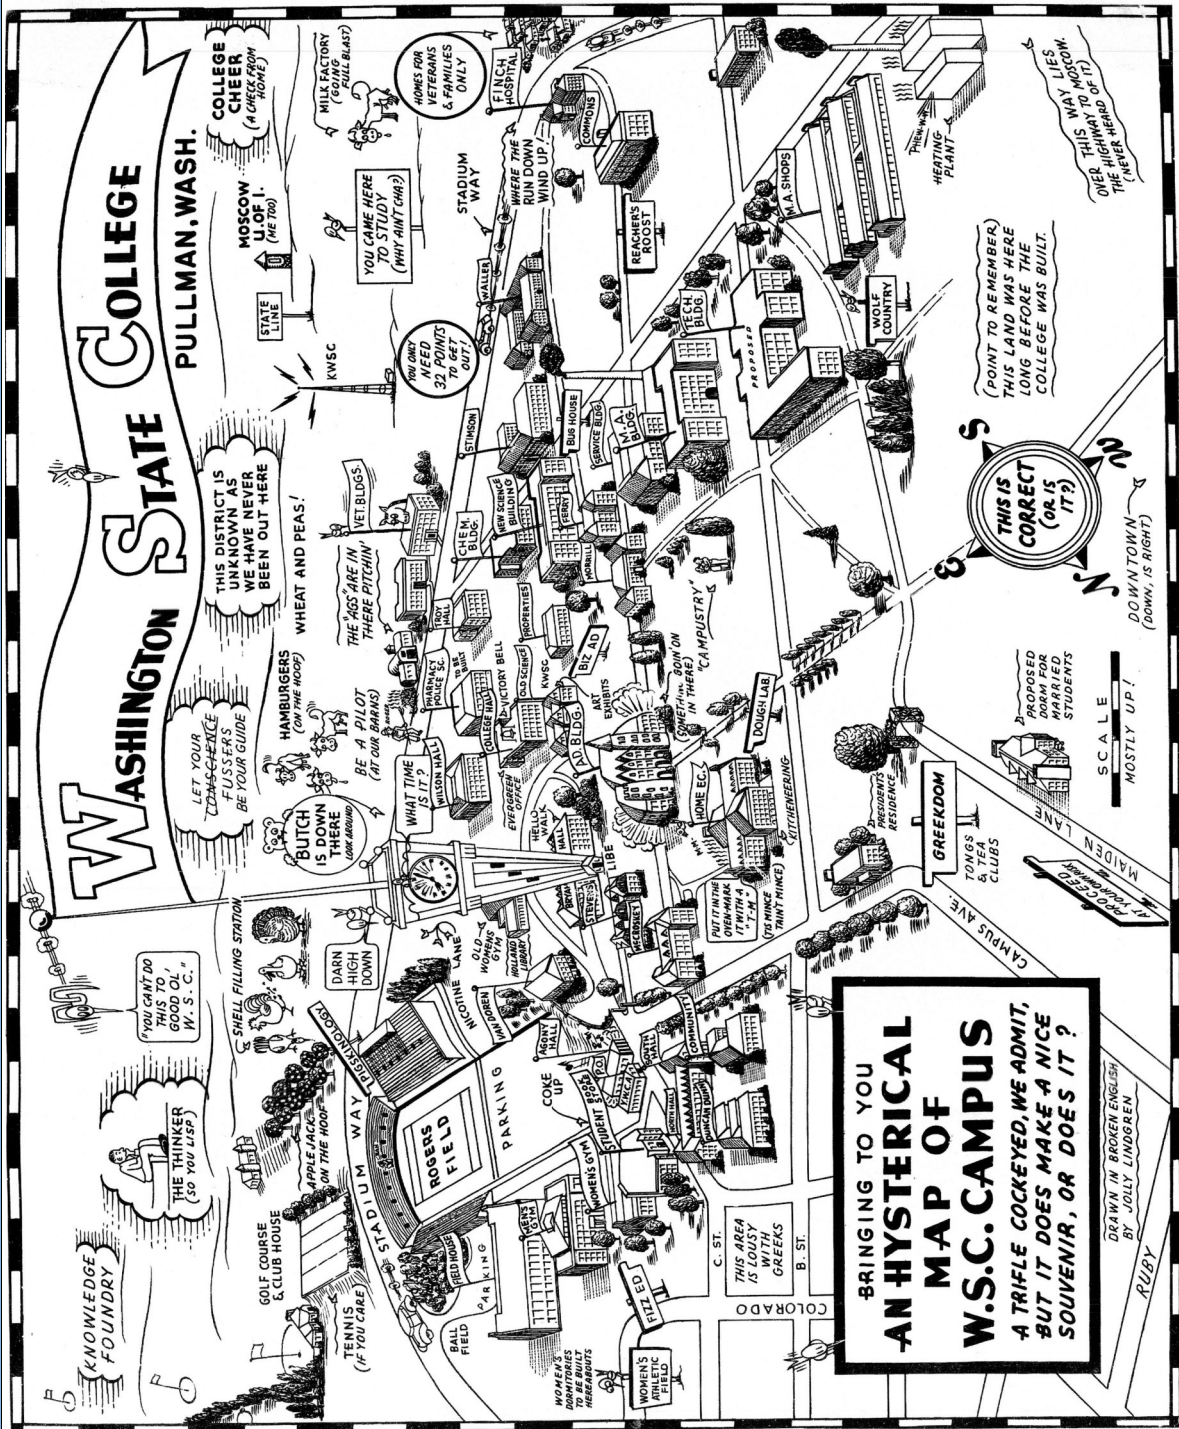 WASHINGTON STATE COLLEGE
PULLMAN, WASH.
KNOWLEDGE
FOUNDRY
THE THINKER
(SO YOU LISP)
"YOU CAN'T DO
THIS TO
GOOD OL'
W. S. C."
LET YOUR
CONSCIENCE
FUSSERS
BE YOUR GUIDE
THIS DISTRICT IS
UNKNOWN AS
WE HAVE NEVER
BEEN OUT HERE
COLLEGE
CHEER
(A CHECK FROM
HOME)
GOLF COURSE
& CLUB HOUSE
SHELL FILLING STATION
HAMBURGERS
(ON THE HOOF)
WHEAT AND PEAS!
STATE
LINE
MOSCOW
U. OF I.
(ME TOO)
MILK FACTORY
(GOING
FULL BLAST)
TENNIS
(IF YOU CARE)
APPLE JACKS
ON THE HOOF
DARN
HIGH
DOWN
BUTCH
IS DOWN
THERE
LOOK AROUND
BE A PILOT
(AT OUR BARNS)
THE "AGS" ARE IN
THERE PITCHIN'
KWSC
YOU CAME HERE
TO STUDY
(WHY AIN'T CHA?)
HOMES FOR
VETERANS
& FAMILIES
ONLY
STADIUM WAY
PIGSKINOLOGY
WHAT TIME
IS IT?
VET. BLDGS.
YOU ONLY
NEED
32 POINTS
TO GET
OUT!
STADIUM
WAY
FINCH
HOSPITAL
BALL
FIELD
PARKING
FIELD HOUSE
ROGERS
FIELD
PARKING
NICOTINE LANE
VAN DOREN
OLD
WOMENS
GYM
HOLLAND
LIBRARY
WILSON HALL
PHARMACY
POLICE SC.
TO BE
BUILT
TROY
HALL
CHEM.
BLDG.
STIMSON
WALLER
WHERE THE
RUN DOWN
WIND UP!
COMMONS
COLLEGE HALL
VICTORY BELL
EVERGREEN
OFFICE
OLD SCIENCE
PROPERTIES
NEW SCIENCE
BUILDING
FERRY
BUG HOUSE
SERVICE BLDG.
M. A.
BLDG.
REACHER'S
ROOST
MEN'S
GYM
WOMEN'S GYM
AGONY
HALL
COKE
UP
STUDENT
BOOK
STORE
Y.W.C.A.
HELLO
WALK
HALL
BRYAN
STEVENS
LIBE
MCCROSKEY
AD. BLDG.
ART
EXHIBITS
KWSC
BIZ AD
MORRILL
TECH.
BLDG.
PROPOSED
M.A. SHOPS
WOMEN'S
DORMITORIES
TO BE BUILT
HEREABOUTS
FIZZ ED
WOMEN'S
ATHLETIC
FIELD
NORTH HALL
SOUTH
HALL
COMMUNITY
DUNCAN DUNN
HOME EC.
SOMETHIN' GOIN ON
IN THERE)
"CAMPUSTRY"
DOUGH LAB.
(KITCHENEERING
PUT IT IN THE
OVEN-MARK
IT WITH A
"T-M"
('TIS MINCE
TAINT MINCE)
WOLF
COUNTRY
PHEW-W
HEATING
PLANT
C. ST.
THIS AREA
IS LOUSY
WITH
GREEKS
B. ST.
COLORADO
PRESIDENTS
RESIDENCE
GREEKDOM
TONGS
& TEA
CLUBS
CAMPUS AVE.
MAIDEN LANE
PROCEED
AT YOUR OWN RISK
PROPOSED
DORM FOR
MARRIED
STUDENTS
SCALE
MOSTLY UP!
THIS IS
CORRECT
(OR IS
IT?)
N
S
E
W
DOWNTOWN
(DOWN, IS RIGHT)
(POINT TO REMEMBER)
THIS LAND WAS HERE
LONG BEFORE THE
COLLEGE WAS BUILT.
OVER THIS WAY LIES
THE HIGHWAY TO MOSCOW.
(NEVER HEARD OF IT)
BRINGING TO YOU
AN HYSTERICAL
MAP OF
W.S.C. CAMPUS
A TRIFLE COCKEYED, WE ADMIT,
BUT IT DOES MAKE A NICE
SOUVENIR, OR DOES IT?
DRAWN IN BROKEN ENGLISH
BY JOLLY LINDGREN
RUBY